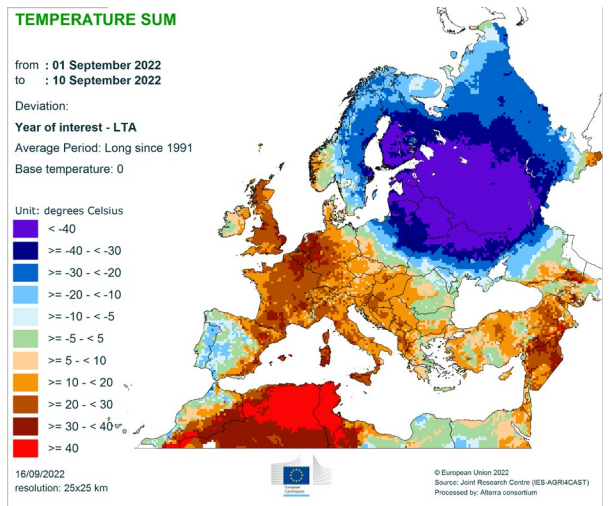 TEMPERATURE SUM
from : 01 September 2022
to : 10 September 2022
Deviation:
Year of interest - LTA
Average Period: Long since 1991
Base temperature: 0
Unit: degrees Celsius
< -40
>= -40 - < -30
>= -30 - < -20
>= -20 - < -10
>= -10 - < -5
>= -5 - < 5
>= 5 - < 10
>= 10 - < 20
>= 20 - < 30
>= 30 - < 40
>= 40
16/09/2022
resolution: 25x25 km
European
Commission
© European Union 2022
Source: Joint Research Centre (IES-AGRI4CAST)
Processed by: Alterra consortium